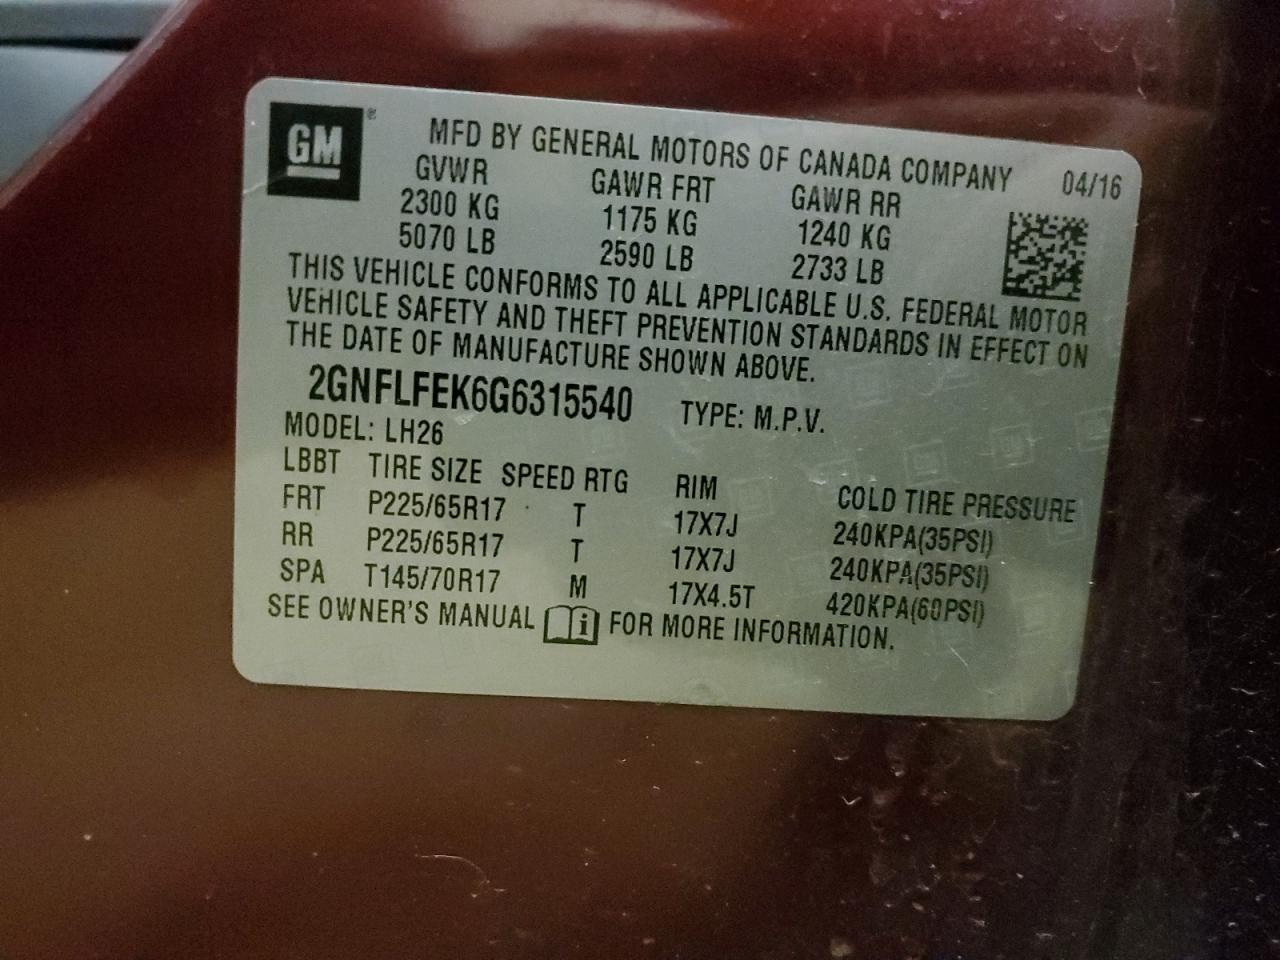 GM
MFD BY GENERAL MOTORS OF CANADA COMPANY 04/16
GVWR GAWR FRT GAWR RR
2300 KG 1175 KG 1240 KG
5070 LB 2590 LB 2733 LB
THIS VEHICLE CONFORMS TO ALL APPLICABLE U.S. FEDERAL MOTOR
VEHICLE SAFETY AND THEFT PREVENTION STANDARDS IN EFFECT ON
THE DATE OF MANUFACTURE SHOWN ABOVE.
2GNFLFEK6G6315540 TYPE: M.P.V.
MODEL: LH26
LBBT TIRE SIZE SPEED RTG RIM COLD TIRE PRESSURE
FRT P225/65R17 T 17X7J 240KPA(35PSI)
RR P225/65R17 T 17X7J 240KPA(35PSI)
SPA T145/70R17 M 17X4.5T 420KPA(60PSI)
SEE OWNER'S MANUAL i FOR MORE INFORMATION.